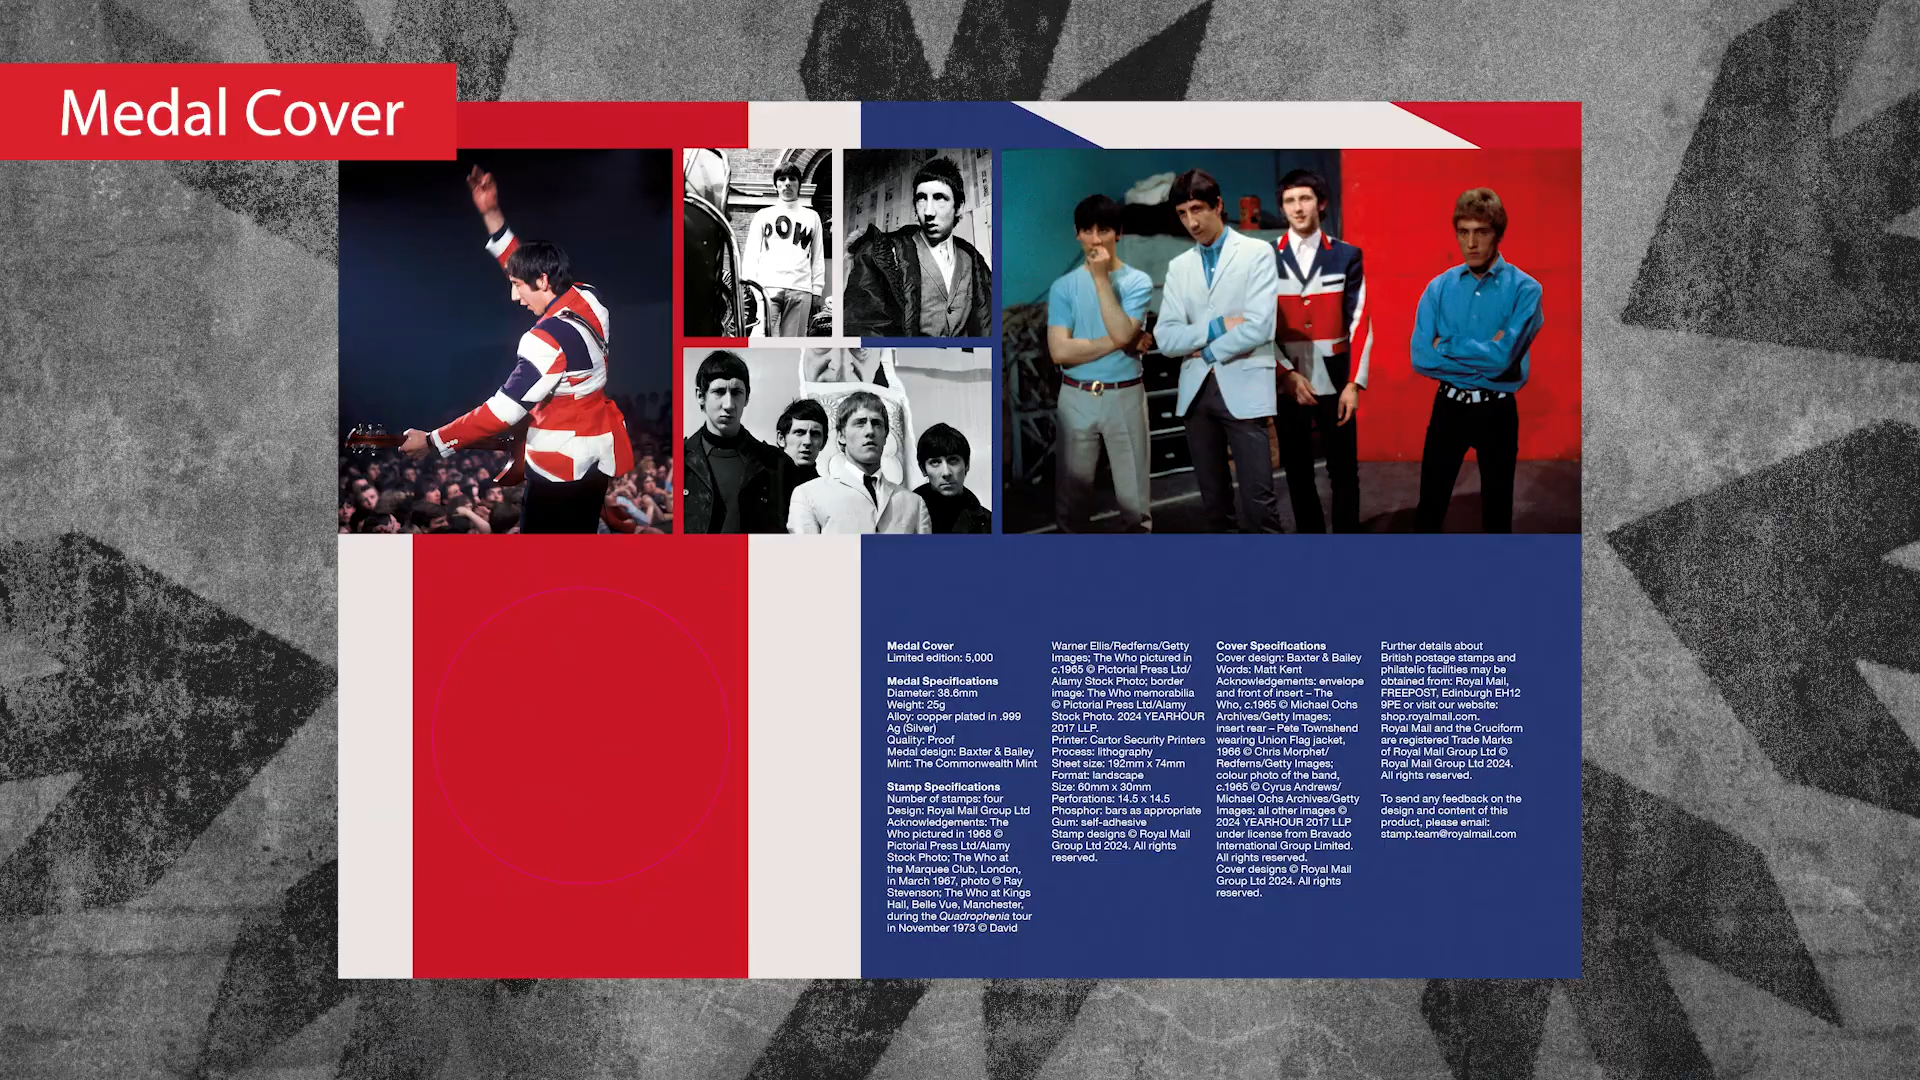 Medal Cover
POW
Medal Cover
Limited edition: 5,000
Medal Specifications
Diameter: 38.6mm
Weight: 25g
Alloy: copper plated in .999
Ag (Silver)
Quality: Proof
Medal design: Baxter & Bailey
Mint: The Commonwealth Mint
Stamp Specifications
Number of stamps: four
Design: Royal Mail Group Ltd
Acknowledgements: The
Who pictured in 1968 ©
Pictorial Press Ltd/Alamy
Stock Photo; The Who at
the Marquee Club, London,
in March 1967, photo © Ray
Stevenson; The Who at Kings
Hall, Belle Vue, Manchester,
during the Quadrophenia tour
in November 1973 © David
Warner Ellis/Redferns/Getty
Images; The Who pictured in
c.1965 © Pictorial Press Ltd/
Alamy Stock Photo; border
image: The Who memorabilia
© Pictorial Press Ltd/Alamy
Stock Photo. 2024 YEARHOUR
2017 LLP.
Printer: Cartor Security Printers
Process: lithography
Sheet size: 192mm x 74mm
Format: landscape
Size: 60mm x 30mm
Perforations: 14.5 x 14.5
Phosphor: bars as appropriate
Gum: self-adhesive
Stamp designs © Royal Mail
Group Ltd 2024. All rights
reserved.
Cover Specifications
Cover design: Baxter & Bailey
Words: Matt Kent
Acknowledgements: envelope
and front of insert – The
Who, c.1965 © Michael Ochs
Archives/Getty Images;
insert rear – Pete Townshend
wearing Union Flag jacket,
1966 © Chris Morphet/
Redferns/Getty Images;
colour photo of the band,
c.1965 © Cyrus Andrews/
Michael Ochs Archives/Getty
Images; all other images ©
2024 YEARHOUR 2017 LLP
under license from Bravado
International Group Limited.
All rights reserved.
Cover designs © Royal Mail
Group Ltd 2024. All rights
reserved.
Further details about
British postage stamps and
philatelic facilities may be
obtained from: Royal Mail,
FREEPOST, Edinburgh EH12
9PE or visit our website:
shop.royalmail.com.
Royal Mail and the Cruciform
are registered Trade Marks
of Royal Mail Group Ltd ©
Royal Mail Group Ltd 2024.
All rights reserved.
To send any feedback on the
design and content of this
product, please email:
stamp.team@royalmail.com